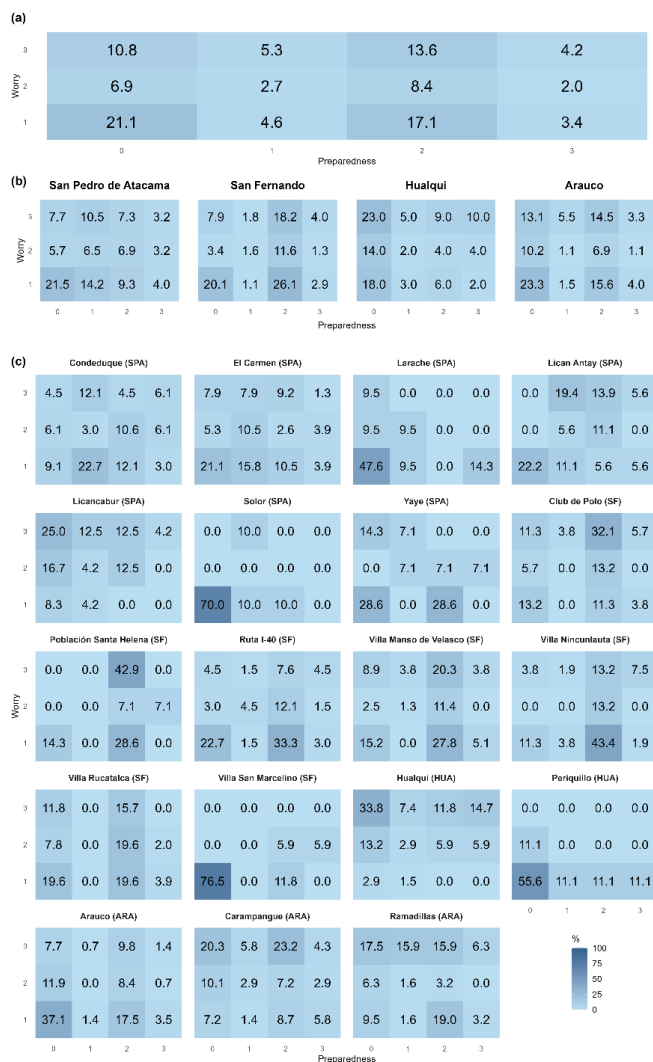 (a)
3 10.8 5.3 13.6 4.2
2 6.9 2.7 8.4 2.0
1 21.1 4.6 17.1 3.4
Worry
0 1 2 3
Preparedness
(b)
San Pedro de Atacama San Fernando Hualqui Arauco
3 7.7 10.5 7.3 3.2 7.9 1.8 18.2 4.0 23.0 5.0 9.0 10.0 13.1 5.5 14.5 3.3
2 5.7 6.5 6.9 3.2 3.4 1.6 11.6 1.3 14.0 2.0 4.0 4.0 10.2 1.1 6.9 1.1
1 21.5 14.2 9.3 4.0 20.1 1.1 26.1 2.9 18.0 3.0 6.0 2.0 23.3 1.5 15.6 4.0
Worry
0 1 2 3 0 1 2 3 0 1 2 3 0 1 2 3
Preparedness
(c)
Condeduque (SPA) El Carmen (SPA) Larache (SPA) Lican Antay (SPA)
3 4.5 12.1 4.5 6.1 7.9 7.9 9.2 1.3 9.5 0.0 0.0 0.0 0.0 19.4 13.9 5.6
2 6.1 3.0 10.6 6.1 5.3 10.5 2.6 3.9 9.5 9.5 0.0 0.0 0.0 5.6 11.1 0.0
1 9.1 22.7 12.1 3.0 21.1 15.8 10.5 3.9 47.6 9.5 0.0 14.3 22.2 11.1 5.6 5.6
Licancabur (SPA) Solor (SPA) Yaye (SPA) Club de Polo (SF)
3 25.0 12.5 12.5 4.2 0.0 10.0 0.0 0.0 14.3 7.1 0.0 0.0 11.3 3.8 32.1 5.7
2 16.7 4.2 12.5 0.0 0.0 0.0 0.0 0.0 0.0 7.1 7.1 7.1 5.7 0.0 13.2 0.0
1 8.3 4.2 0.0 0.0 70.0 10.0 10.0 0.0 28.6 0.0 28.6 0.0 13.2 0.0 11.3 3.8
Población Santa Helena (SF) Ruta I-40 (SF) Villa Manso de Velasco (SF) Villa Nincunlauta (SF)
3 0.0 0.0 42.9 0.0 4.5 1.5 7.6 4.5 8.9 3.8 20.3 3.8 3.8 1.9 13.2 7.5
2 0.0 0.0 7.1 7.1 3.0 4.5 12.1 1.5 2.5 1.3 11.4 0.0 0.0 0.0 13.2 0.0
1 14.3 0.0 28.6 0.0 22.7 1.5 33.3 3.0 15.2 0.0 27.8 5.1 11.3 3.8 43.4 1.9
Worry
Villa Rucatalca (SF) Villa San Marcelino (SF) Hualqui (HUA) Periquillo (HUA)
3 11.8 0.0 15.7 0.0 0.0 0.0 0.0 0.0 33.8 7.4 11.8 14.7 0.0 0.0 0.0 0.0
2 7.8 0.0 19.6 2.0 0.0 0.0 5.9 5.9 13.2 2.9 5.9 5.9 11.1 0.0 0.0 0.0
1 19.6 0.0 19.6 3.9 76.5 0.0 11.8 0.0 2.9 1.5 0.0 0.0 55.6 11.1 11.1 11.1
0 1 2 3
Arauco (ARA) Carampangue (ARA) Ramadillas (ARA)
3 7.7 0.7 9.8 1.4 20.3 5.8 23.2 4.3 17.5 15.9 15.9 6.3
2 11.9 0.0 8.4 0.7 10.1 2.9 7.2 2.9 6.3 1.6 3.2 0.0
1 37.1 1.4 17.5 3.5 7.2 1.4 8.7 5.8 9.5 1.6 19.0 3.2
0 1 2 3 0 1 2 3 0 1 2 3
Preparedness
%
100
75
50
25
0